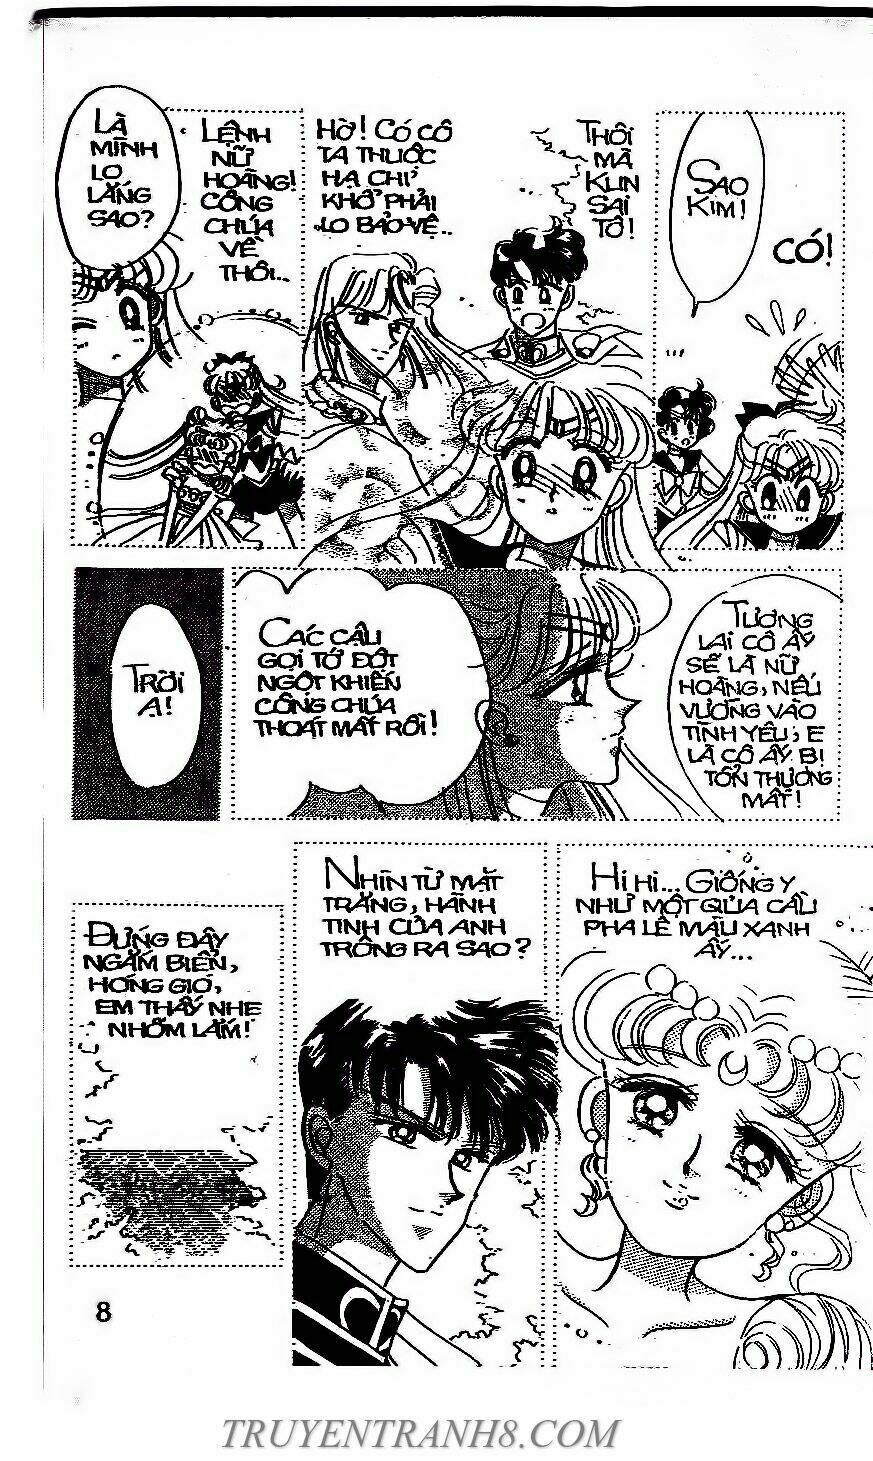 LÀ
MÌNH
LO
LẮNG
SAO?
LỆNH
NỮ
HOÀNG!
CÔNG
CHÚA
VỀ
THÔI..
HỜ! CÓ CÔ
TA THUỘC
HẠ CHỈ
KHỔ PHẢI
LO BẢO VỆ..
THÔI
MÀ
KUN
SAI
TỚ!
SAO
KIM!
CÓ!
TRỜI
Ạ!
CÁC CẬU
GỌI TỚ ĐỘT
NGỘT KHIẾN
CÔNG CHÚA
THOÁT MẤT RỒI!
TƯƠNG
LAI CÔ ẤY
SẼ LÀ NỮ
HOÀNG, NẾU
VƯỚNG VÀO
TÌNH YÊU, E
LÀ CÔ ẤY BỊ
TỔN THƯƠNG
MẤT!
ĐỨNG ĐÂY
NGẮM BIỂN,
HÓNG GIÓ,
EM THẤY NHẸ
NHÕM LẮM!
NHÌN TỪ MẶT
TRĂNG, HÀNH
TINH CỦA ANH
TRÔNG RA SAO?
HI HI... GIỐNG Y
NHƯ MỘT QUẢ CẦU
PHA LÊ MÀU XANH
ẤY...
8
TRUYENTRANH8.COM